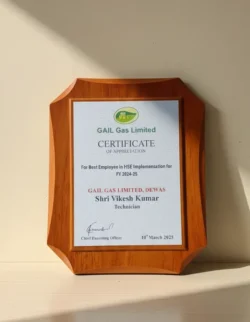 GAIL Gas Limited
CERTIFICATE
OF APPRECIATION
For Best Employee in HSE Implementation for
FY 2024-25
GAIL GAS LIMITED, DEWAS
Shri Vikesh Kumar
Technician
Chief Executing Officer
10th March 2025